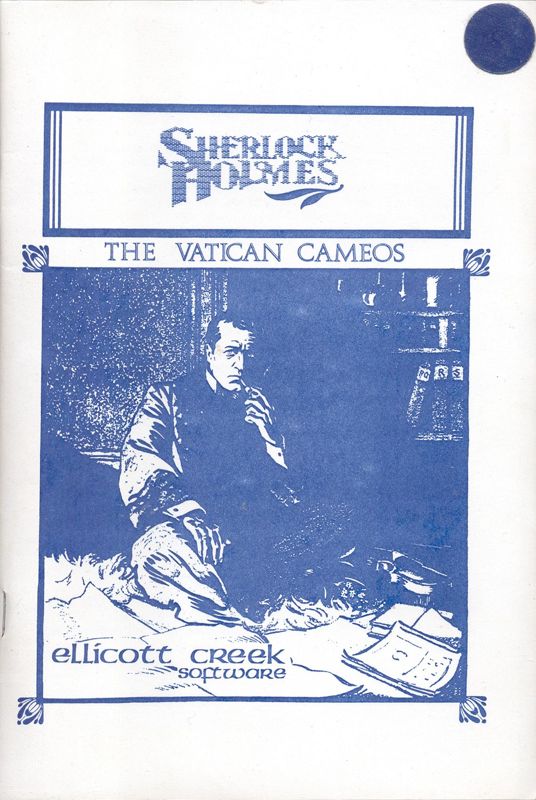 SHERLOCK
HOLMES
THE VATICAN CAMEOS
P Q R S
ellicott creek
software